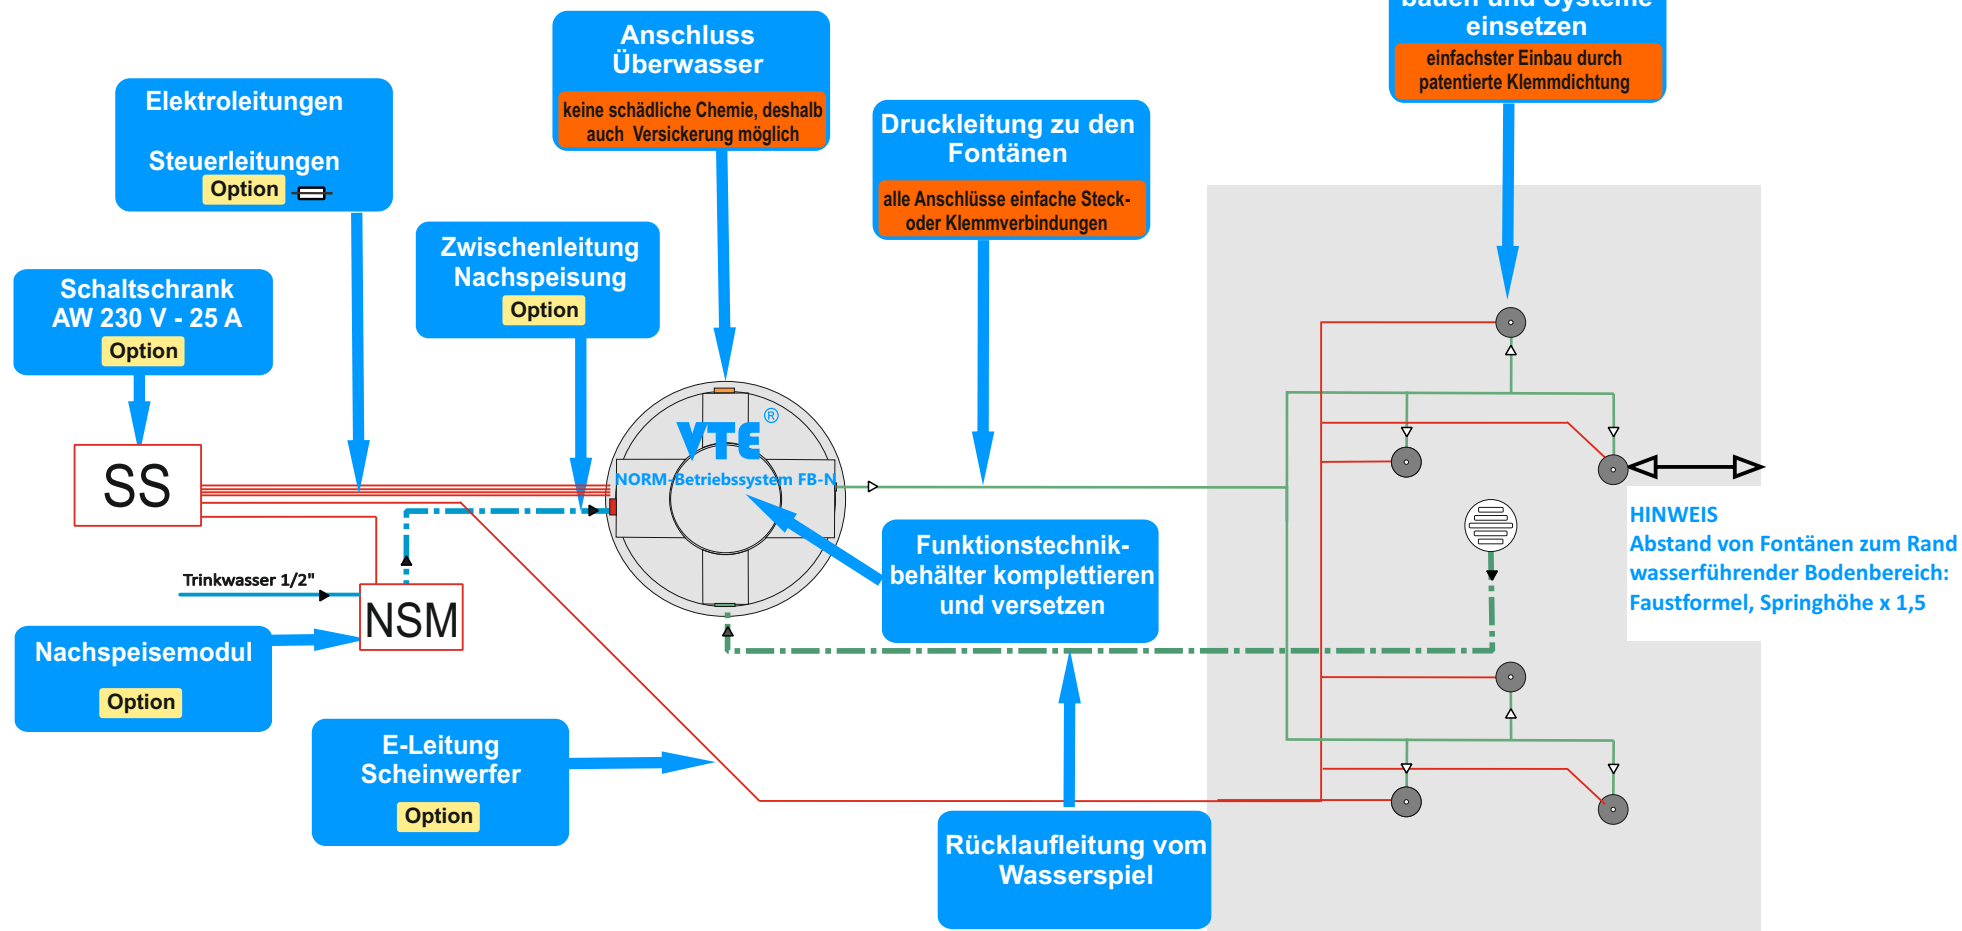 bauen und Systeme
einsetzen
einfachster Einbau durch
patentierte Klemmdichtung
Anschluss
Überwasser
keine schädliche Chemie, deshalb
auch Versickerung möglich
Elektroleitungen
Steuerleitungen
Option
Druckleitung zu den
Fontänen
alle Anschlüsse einfache Steck-
oder Klemmverbindungen
Zwischenleitung
Nachspeisung
Option
Schaltschrank
AW 230 V - 25 A
Option
VTE ®
NORM-Betriebssystem FB-N
SS
HINWEIS
Abstand von Fontänen zum Rand
wasserführender Bodenbereich:
Faustformel, Springhöhe x 1,5
Funktionstechnik-
behälter komplettieren
und versetzen
Trinkwasser 1/2"
NSM
Nachspeisemodul
Option
E-Leitung
Scheinwerfer
Option
Rücklaufleitung vom
Wasserspiel